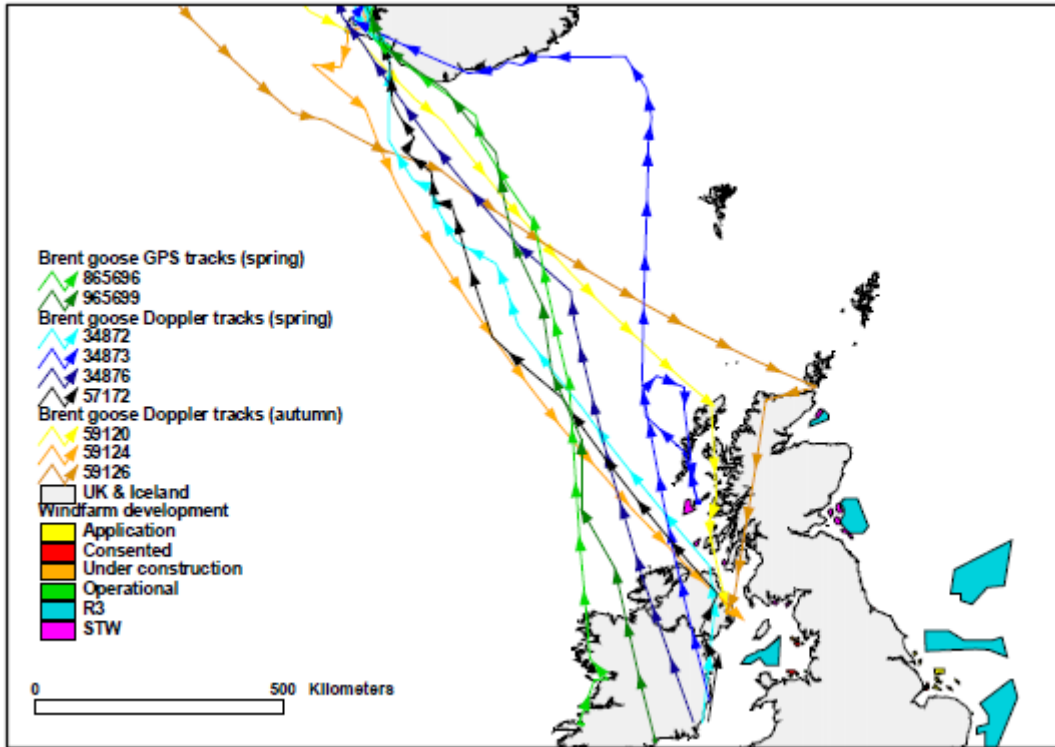 Brent goose GPS tracks (spring)
865696
965699
Brent goose Doppler tracks (spring)
34872
34873
34876
57172
Brent goose Doppler tracks (autumn)
59120
59124
59126
UK & Iceland
Windfarm development
Application
Consented
Under construction
Operational
R3
STW
0 500 Kilometers